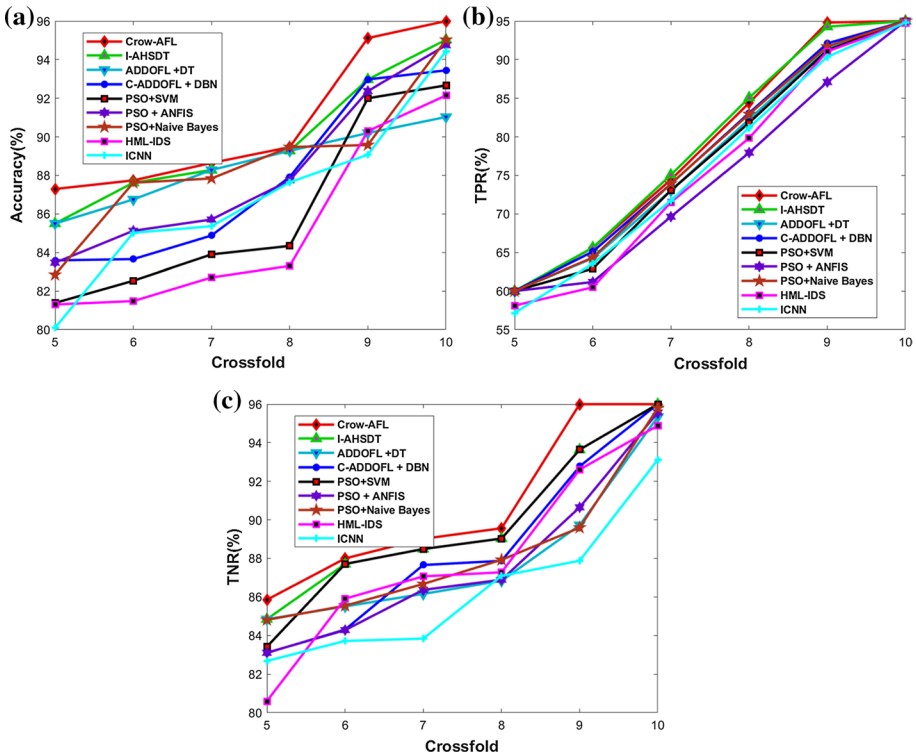 (a)
96
94
92
90
88
86
84
82
80
Accuracy(%)
Crow-AFL
I-AHSDT
ADDOFL +DT
C-ADDOFL + DBN
PSO+SVM
PSO + ANFIS
PSO+Naive Bayes
HML-IDS
ICNN
5 6 7 8 9 10
Crossfold
(b)
95
90
85
80
75
70
65
60
55
TPR(%)
Crow-AFL
I-AHSDT
ADDOFL +DT
C-ADDOFL + DBN
PSO+SVM
PSO + ANFIS
PSO+Naive Bayes
HML-IDS
ICNN
5 6 7 8 9 10
Crossfold
(c)
96
94
92
90
88
86
84
82
80
TNR(%)
Crow-AFL
I-AHSDT
ADDOFL +DT
C-ADDOFL + DBN
PSO+SVM
PSO + ANFIS
PSO+Naive Bayes
HML-IDS
ICNN
5 6 7 8 9 10
Crossfold